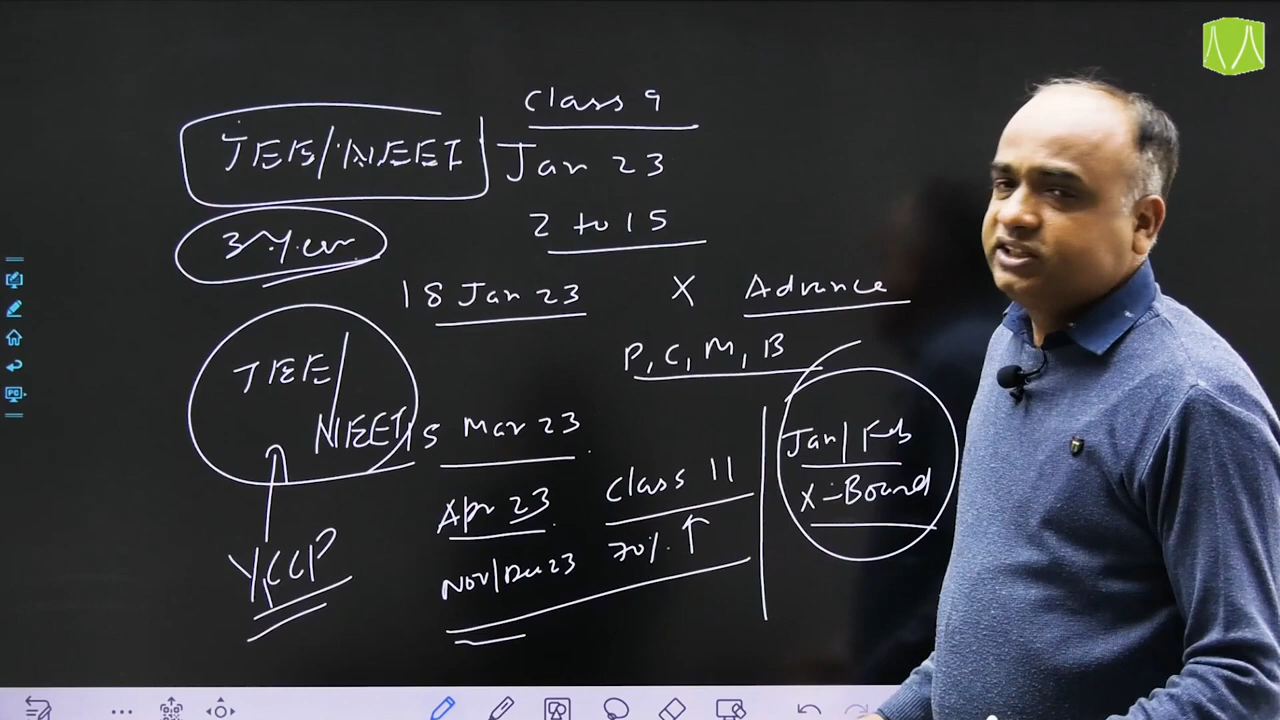 Class 9
JEE/NEET
Jan 23
2 to 15
3 Year
18 Jan 23
X Advance
P, C, M, B
JEE/
NEET
15 Mar 23
Jan/Feb
X-Board
Apr 23
Class 11
Nov/Dec 23
70% ↑
YCCP
PC